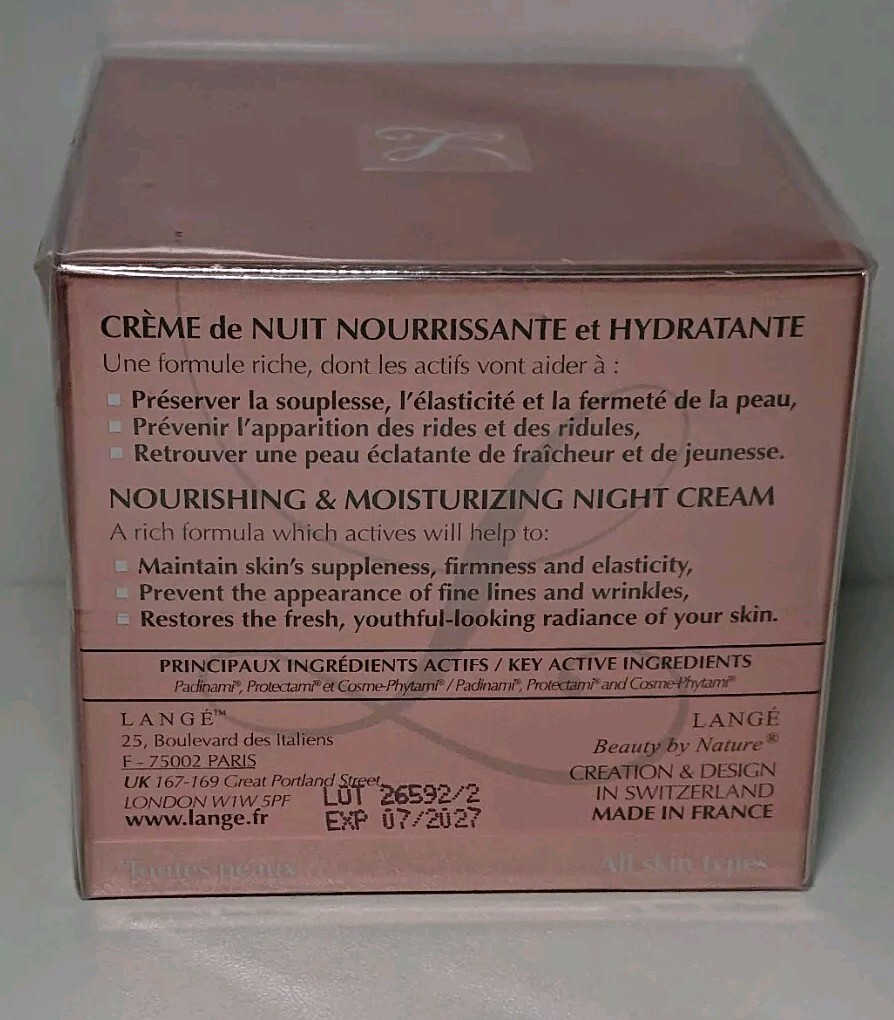 CRÈME de NUIT NOURRISSANTE et HYDRATANTE
Une formule riche, dont les actifs vont aider à :
Préserver la souplesse, l'élasticité et la fermeté de la peau,
Prévenir l'apparition des rides et des ridules,
Retrouver une peau éclatante de fraîcheur et de jeunesse.
NOURISHING & MOISTURIZING NIGHT CREAM
A rich formula which actives will help to:
Maintain skin's suppleness, firmness and elasticity,
Prevent the appearance of fine lines and wrinkles,
Restores the fresh, youthful-looking radiance of your skin.
PRINCIPAUX INGRÉDIENTS ACTIFS / KEY ACTIVE INGREDIENTS
Padinami®, Protectami® et Cosme-Phytami® / Padinami®, Protectami® and Cosme-Phytami®
LANGÉ™
25, Boulevard des Italiens
F - 75002 PARIS
UK 167-169 Great Portland Street
LONDON W1W 5PF
www.lange.fr
LOT 26592/2
EXP 07/2027
LANGÉ
Beauty by Nature®
CREATION & DESIGN
IN SWITZERLAND
MADE IN FRANCE
Toutes peaux
All skin types